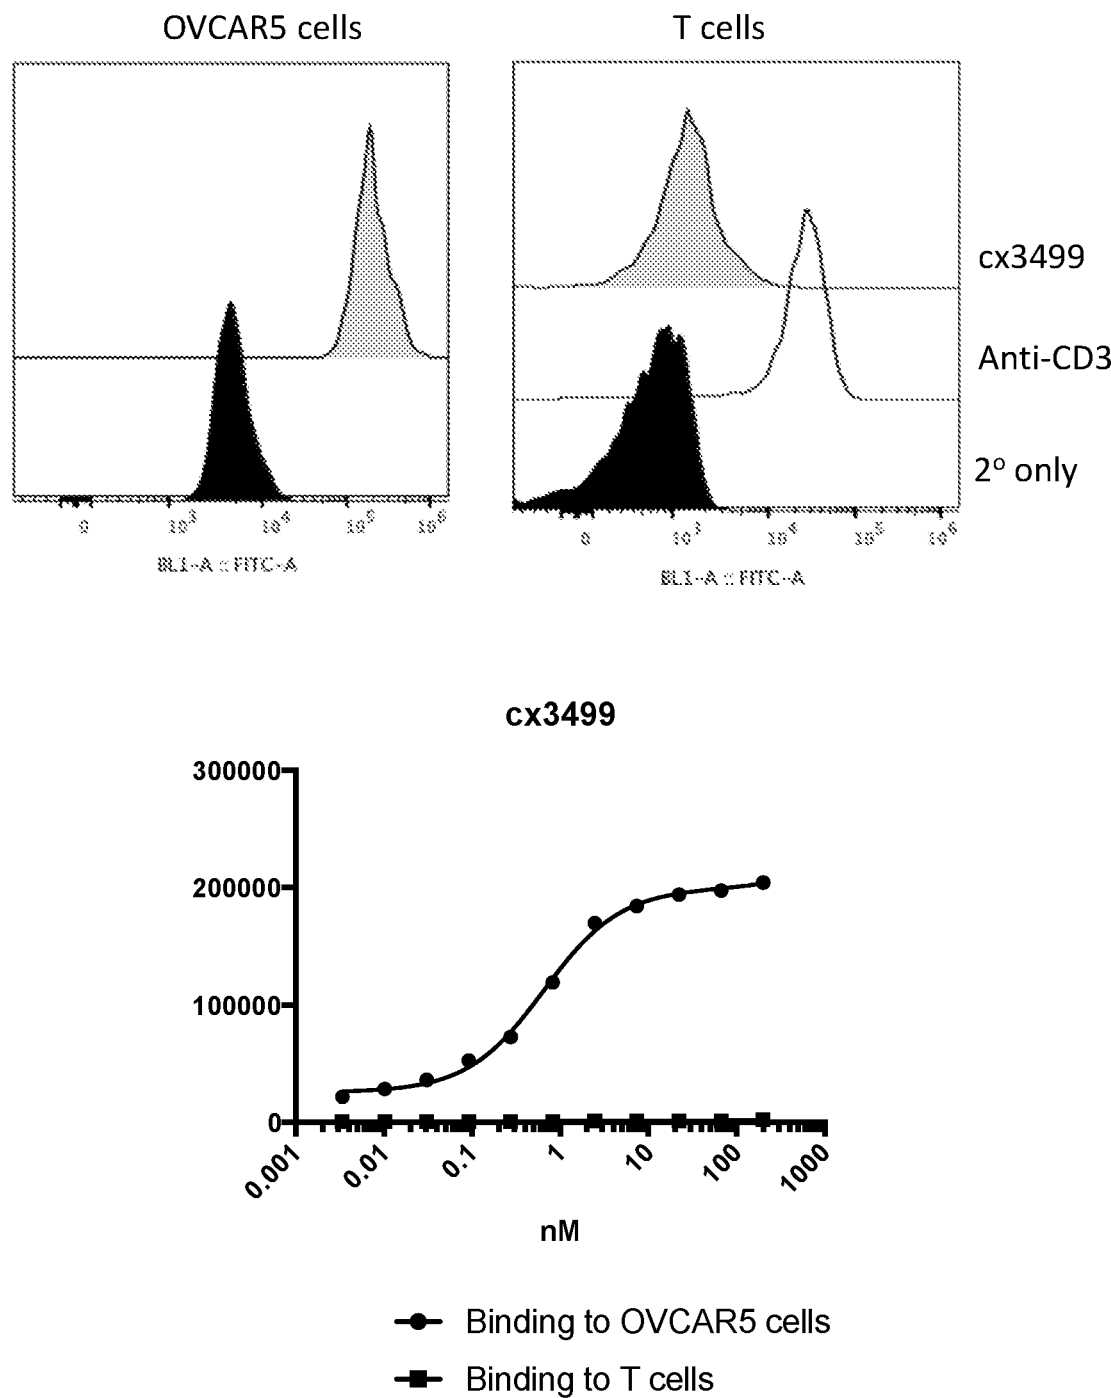 OVCAR5 cells
T cells
cx3499
Anti-CD3
2º only
0 10³ 10⁴ 10⁵ 10⁶
0 10³ 10⁴ 10⁵ 10⁶
BL1-A :: FITC-A
BL1-A :: FITC-A
cx3499
300000
200000
100000
0
0.001 0.01 0.1 1 10 100 1000
nM
Binding to OVCAR5 cells
Binding to T cells